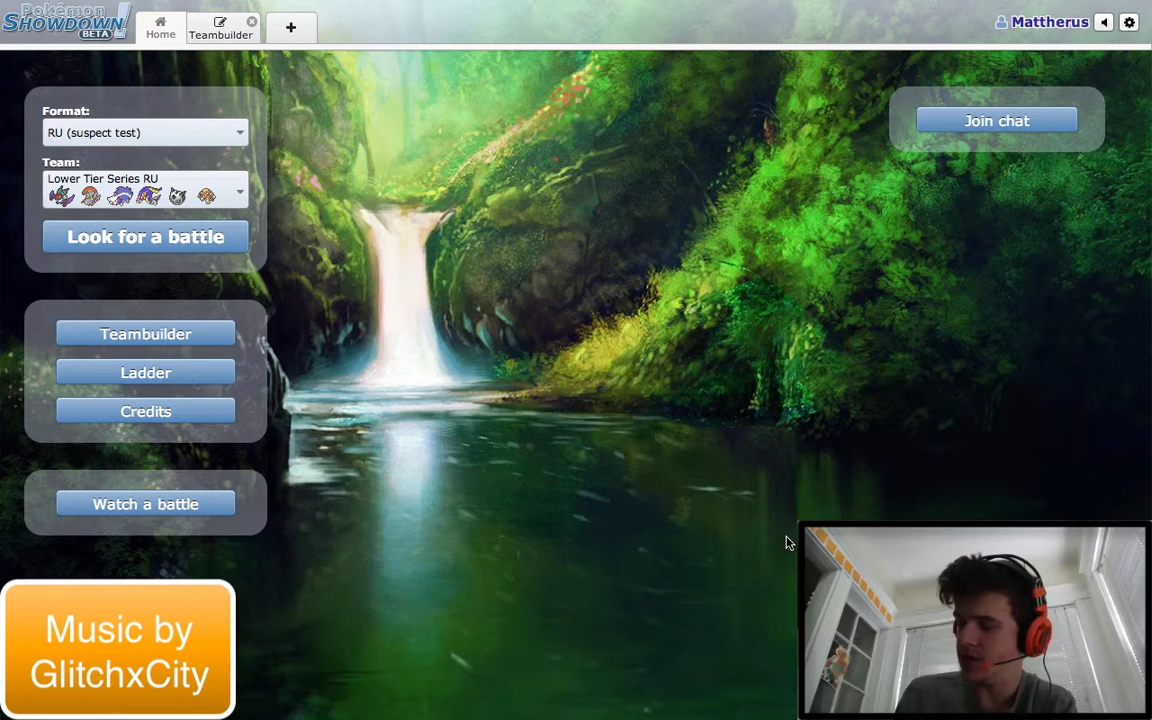 Pokémon
SHOWDOWN!
BETA
Home
Teambuilder
+
Mattherus
Format:
RU (suspect test)
Team:
Lower Tier Series RU
Look for a battle
Join chat
Teambuilder
Ladder
Credits
Watch a battle
Music by
GlitchxCity